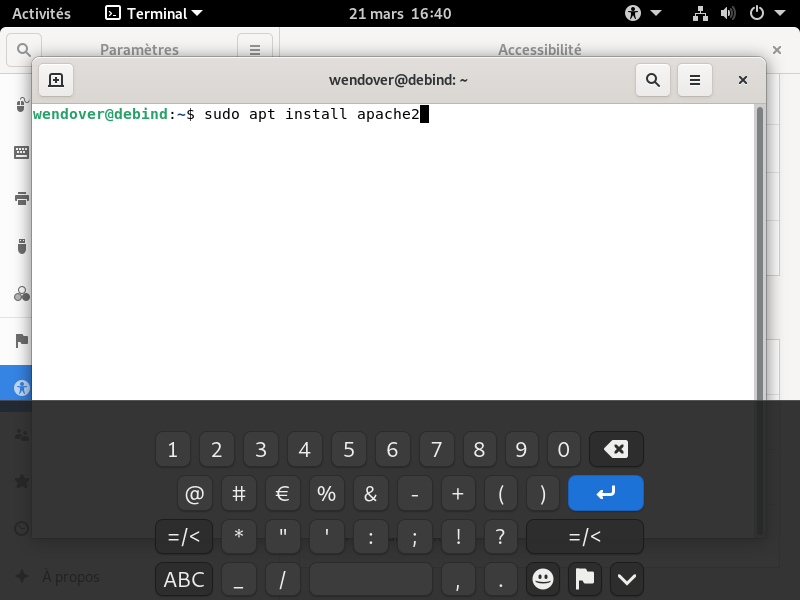 Activités Terminal 21 mars 16:40
Paramètres Accessibilité
wendover@debind: ~
wendover@debind:~$ sudo apt install apache2
1 2 3 4 5 6 7 8 9 0
@ # € % & - + ( )
=/< * " ' : ; ! ? =/<
ABC _ / , .
À propos